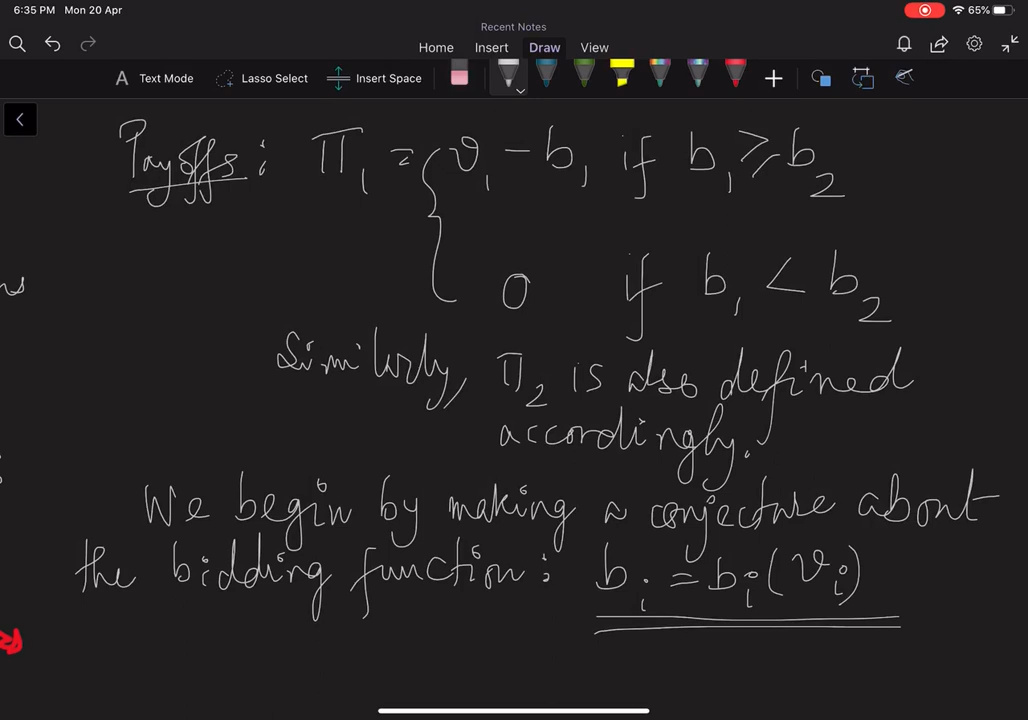 6:35 PM Mon 20 Apr
65%
Recent Notes
Home Insert Draw View
Text Mode Lasso Select Insert Space
Payoffs: Π₁ = { v₁ - b₁ if b₁ ≥ b₂
0 if b₁ < b₂
Similarly, Π₂ is also defined
accordingly.
We begin by making a conjecture about
the bidding function: bᵢ = bᵢ(vᵢ)